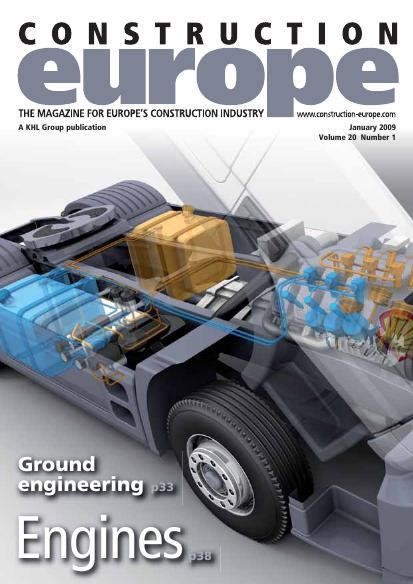 CONSTRUCTION
europe
THE MAGAZINE FOR EUROPE'S CONSTRUCTION INDUSTRY
www.construction-europe.com
A KHL Group publication
January 2009
Volume 20 Number 1
Ground
engineering p33
Engines p38